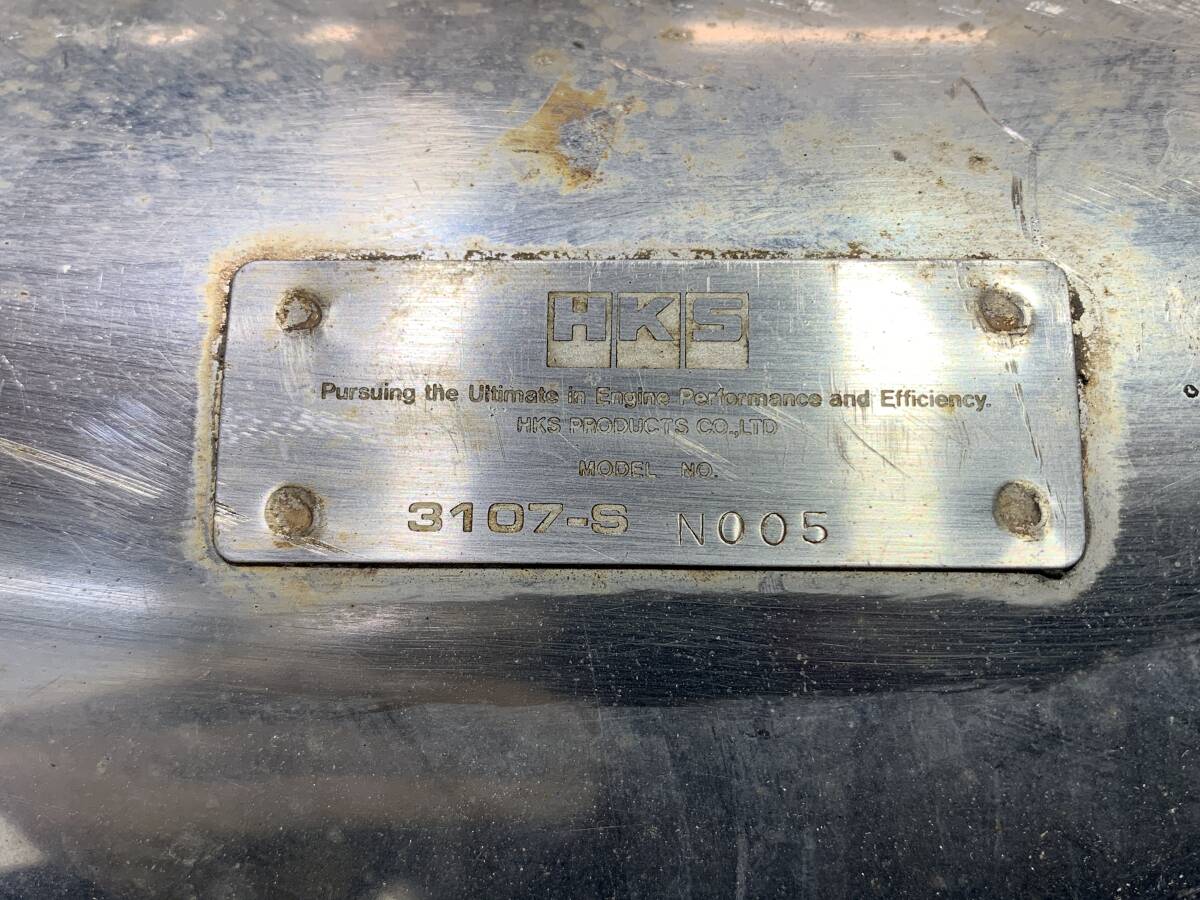 HKS
Pursuing the Ultimate in Engine Performance and Efficiency.
HKS PRODUCTS CO.,LTD
MODEL NO.
3107-S N005